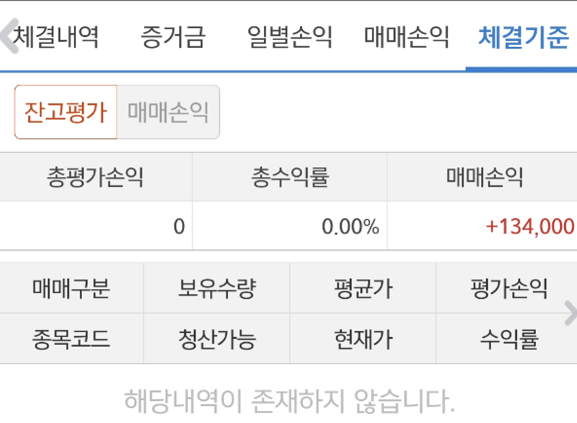 체결내역 증거금 일별손익 매매손익 체결기준
잔고평가 매매손익
총평가손익 총수익률 매매손익
0 0.00% +134,000
매매구분 보유수량 평균가 평가손익
종목코드 청산가능 현재가 수익률
해당내역이 존재하지 않습니다.